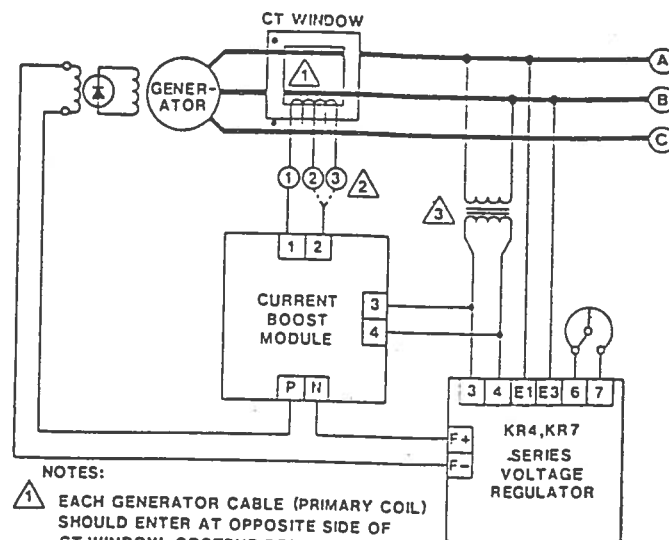 CT WINDOW
A
1
GENER-
ATOR
B
C
1 2 3
2
3
1 2
CURRENT
BOOST
MODULE
3
4
P N
3 4 E1 E3 6 7
F+
F-
KR4,KR7
SERIES
VOLTAGE
REGULATOR
NOTES:
1 EACH GENERATOR CABLE (PRIMARY COIL)
SHOULD ENTER AT OPPOSITE SIDE OF
CT WINDOW.